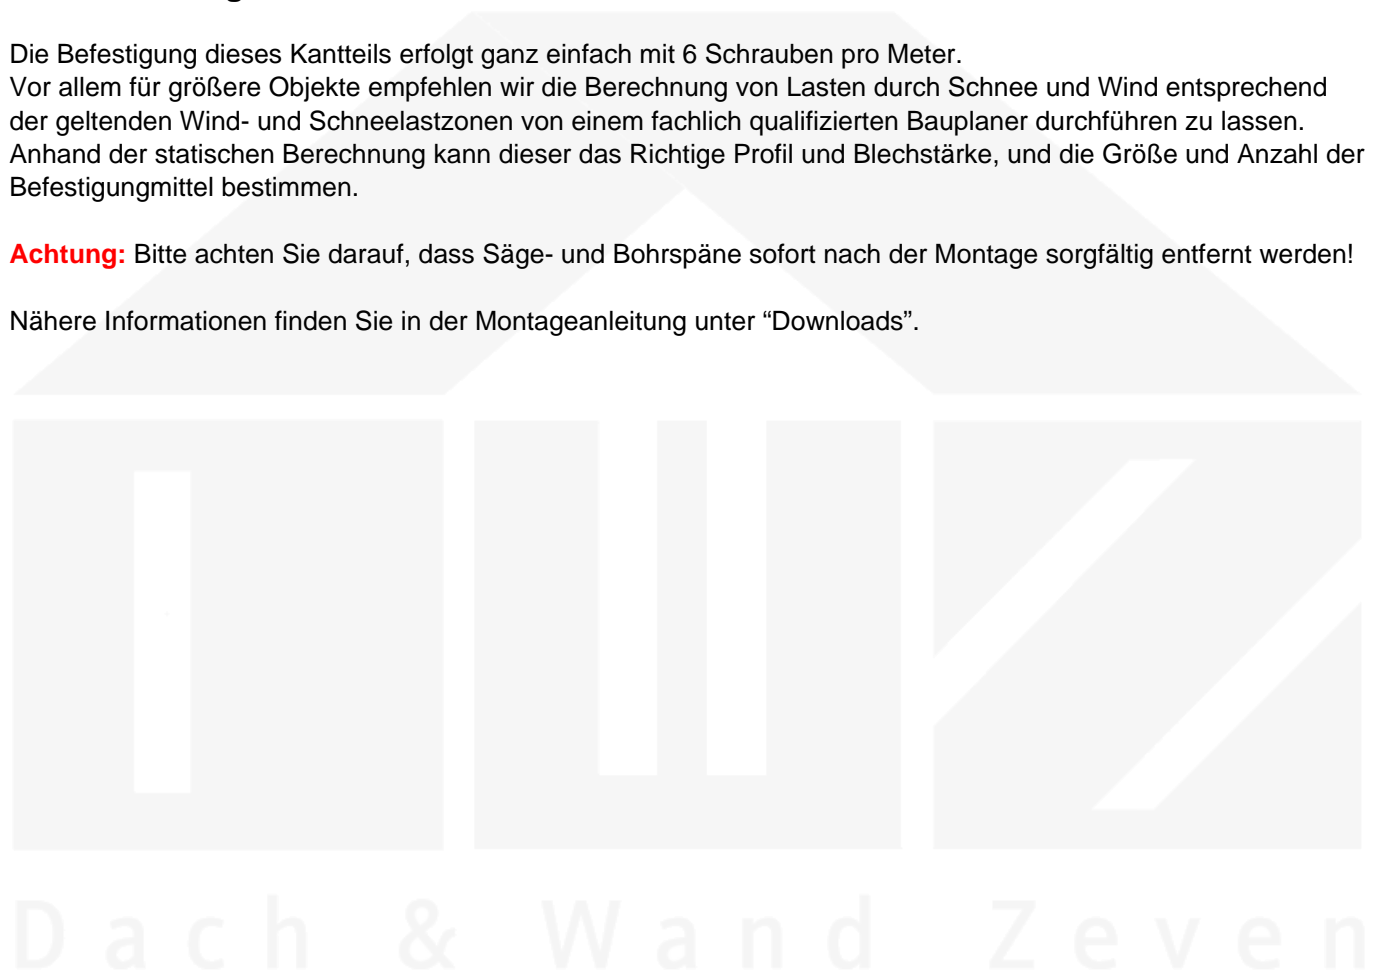 Die Befestigung dieses Kantteils erfolgt ganz einfach mit 6 Schrauben pro Meter.
Vor allem für größere Objekte empfehlen wir die Berechnung von Lasten durch Schnee und Wind entsprechend
der geltenden Wind- und Schneelastzonen von einem fachlich qualifizierten Bauplaner durchführen zu lassen.
Anhand der statischen Berechnung kann dieser das Richtige Profil und Blechstärke, und die Größe und Anzahl der
Befestigungmittel bestimmen.
Achtung: Bitte achten Sie darauf, dass Säge- und Bohrspäne sofort nach der Montage sorgfältig entfernt werden!
Nähere Informationen finden Sie in der Montageanleitung unter “Downloads”.
Dach & Wand Zeven